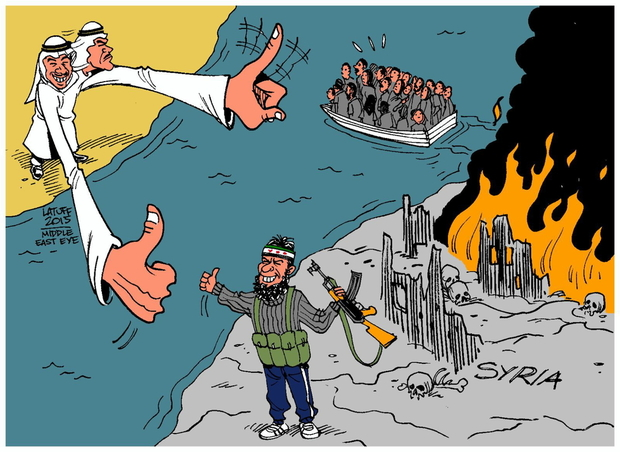 LATUFF
2015
MIDDLE
EAST EYE
SYRIA